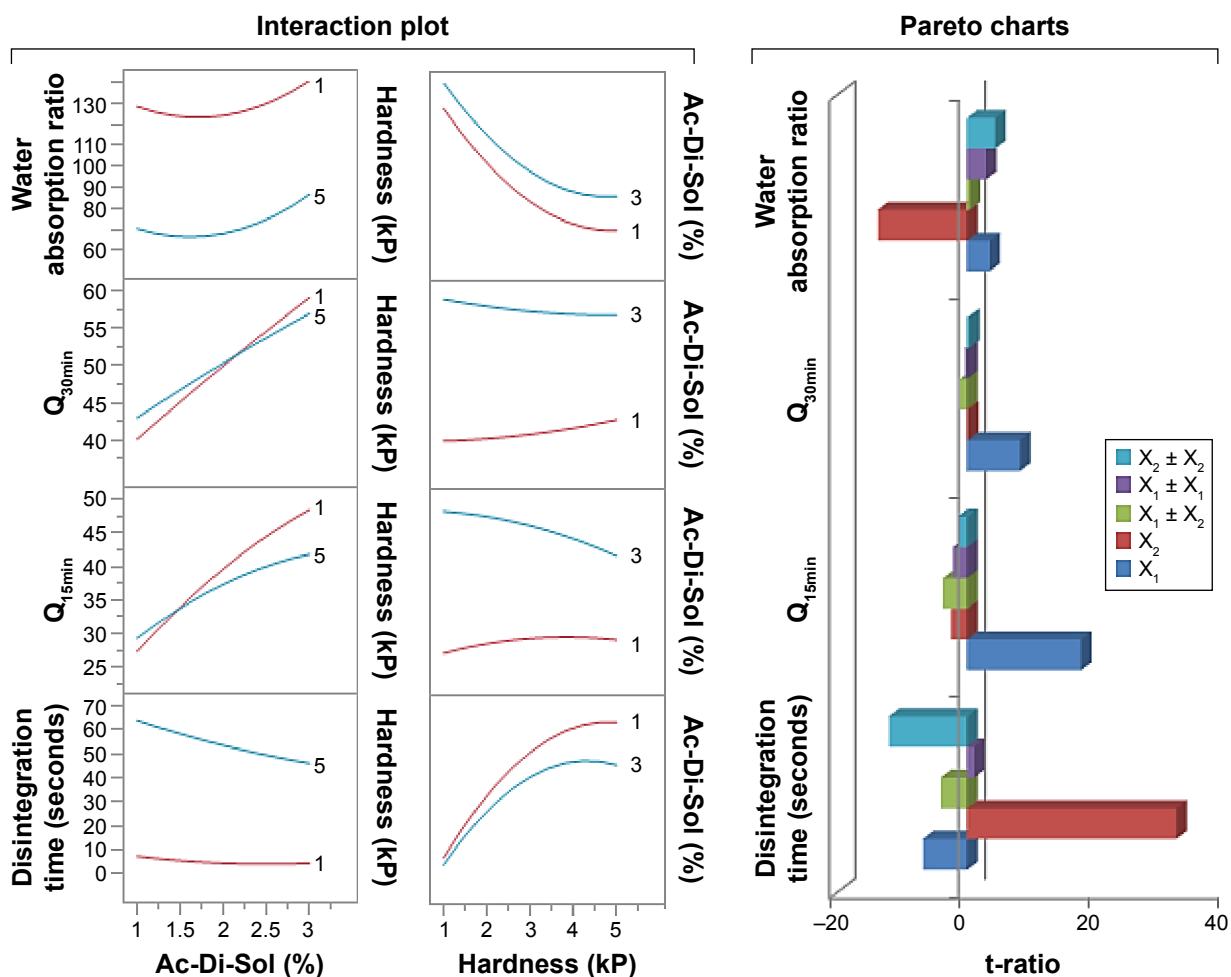 Interaction plot
Pareto charts
Water
absorption ratio
130
110
100
90
80
60
1
5
Hardness (kP)
3
1
Ac-Di-Sol (%)
Q30min
60
55
50
45
40
1
5
Hardness (kP)
3
1
Ac-Di-Sol (%)
Q15min
50
45
40
35
30
25
1
5
Hardness (kP)
3
1
Ac-Di-Sol (%)
Disintegration
time (seconds)
70
60
50
40
30
20
10
0
5
1
Hardness (kP)
1
3
Ac-Di-Sol (%)
1 1.5 2 2.5 3
Ac-Di-Sol (%)
1 2 3 4 5
Hardness (kP)
Water
absorption ratio
Q30min
Q15min
Disintegration
time (seconds)
–20 0 20 40
t-ratio
X2 ± X2
X1 ± X1
X1 ± X2
X2
X1